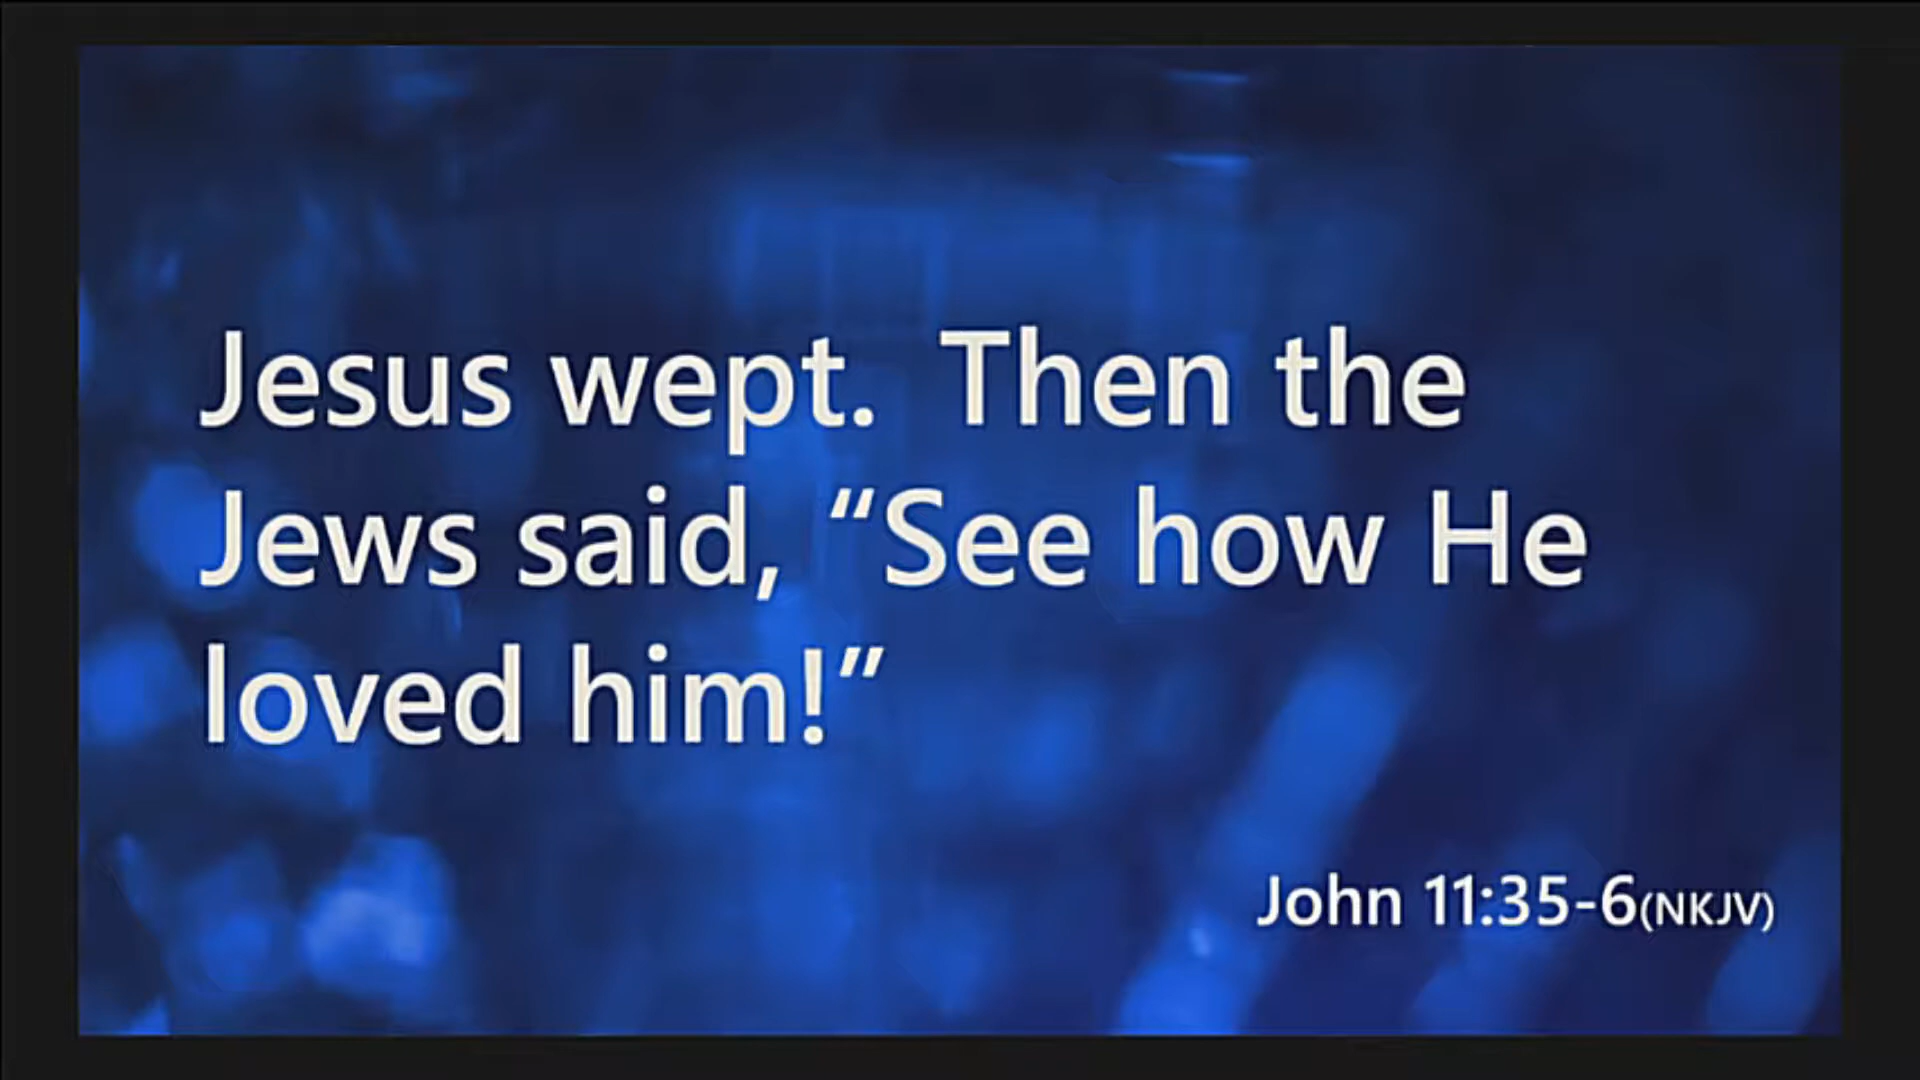 Jesus wept.  Then the
Jews said, “See how He
loved him!”
John 11:35-6(NKJV)